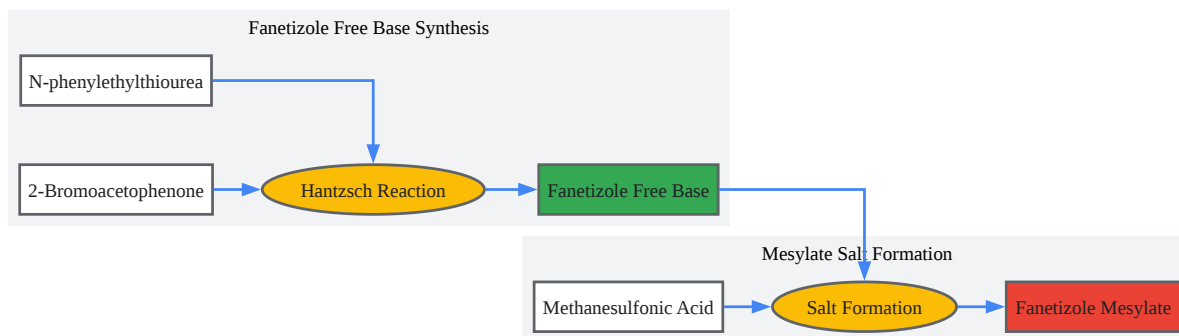 Fanetizole Free Base Synthesis
N-phenylethylthiourea
2-Bromoacetophenone
Hantzsch Reaction
Fanetizole Free Base
Mesylate Salt Formation
Methanesulfonic Acid
Salt Formation
Fanetizole Mesylate